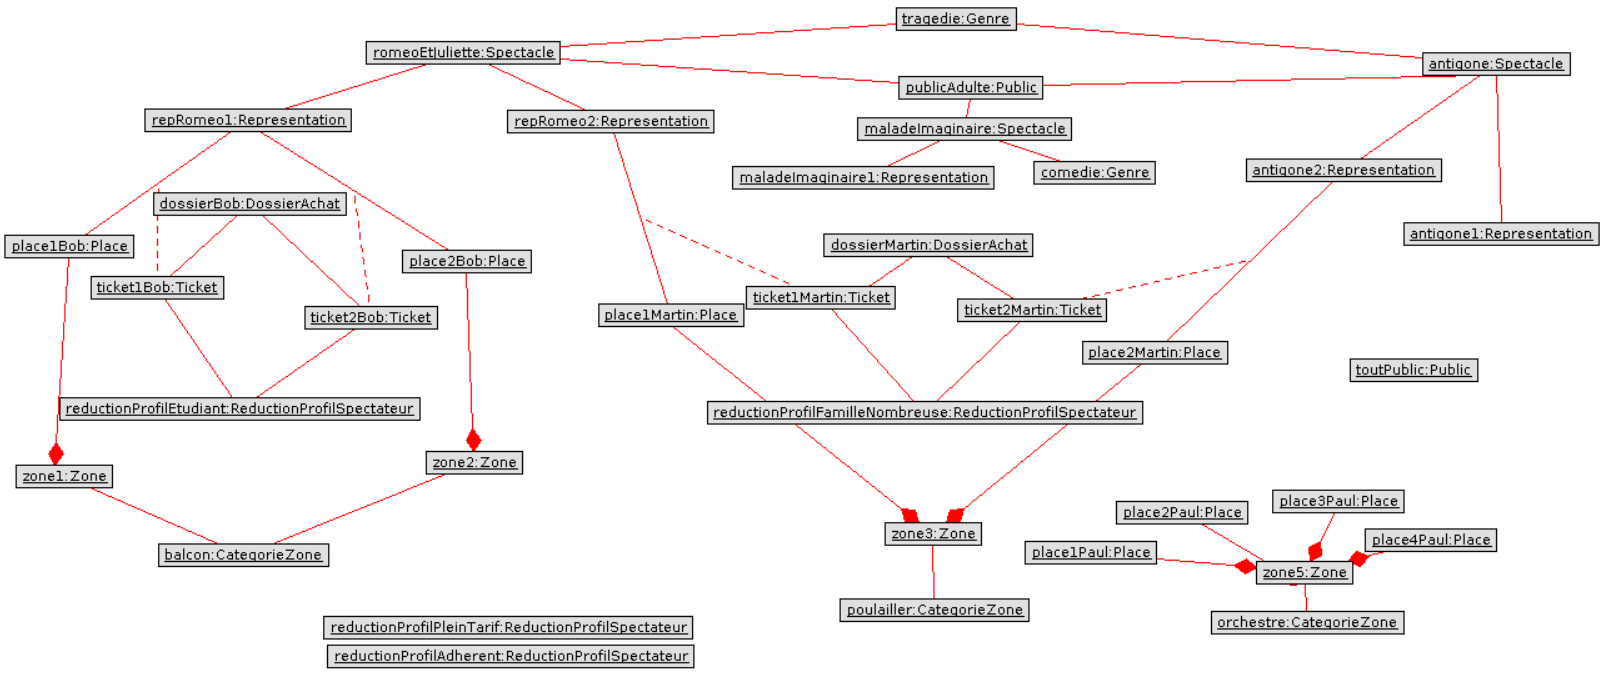 tragedie:Genre
romeoEtJuliette:Spectacle
antigone:Spectacle
publicAdulte:Public
repRomeo1:Representation
repRomeo2:Representation
maladeImaginaire:Spectacle
maladeImaginaire1:Representation
comedie:Genre
antigone2:Representation
dossierBob:DossierAchat
antigone1:Representation
place1Bob:Place
dossierMartin:DossierAchat
place2Bob:Place
ticket1Bob:Ticket
ticket1Martin:Ticket
ticket2Bob:Ticket
place1Martin:Place
ticket2Martin:Ticket
place2Martin:Place
toutPublic:Public
reductionProfilEtudiant:ReductionProfilSpectateur
reductionProfilFamilleNombreuse:ReductionProfilSpectateur
zone1:Zone
zone2:Zone
place3Paul:Place
place2Paul:Place
zone3:Zone
place4Paul:Place
place1Paul:Place
balcon:CategorieZone
zone5:Zone
poulailler:CategorieZone
orchestre:CategorieZone
reductionProfilPleinTarif:ReductionProfilSpectateur
reductionProfilAdherent:ReductionProfilSpectateur